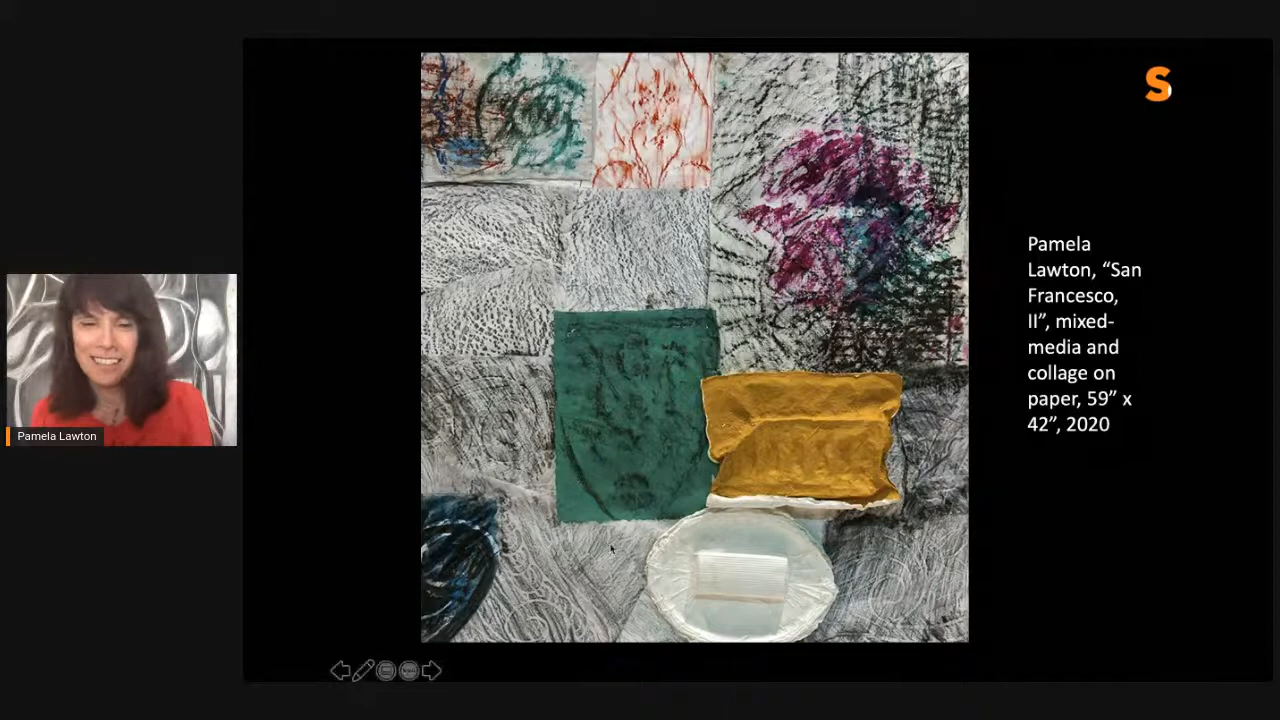 S
Pamela
Lawton, “San
Francesco,
II”, mixed-
media and
collage on
paper, 59” x
42”, 2020
Pamela Lawton